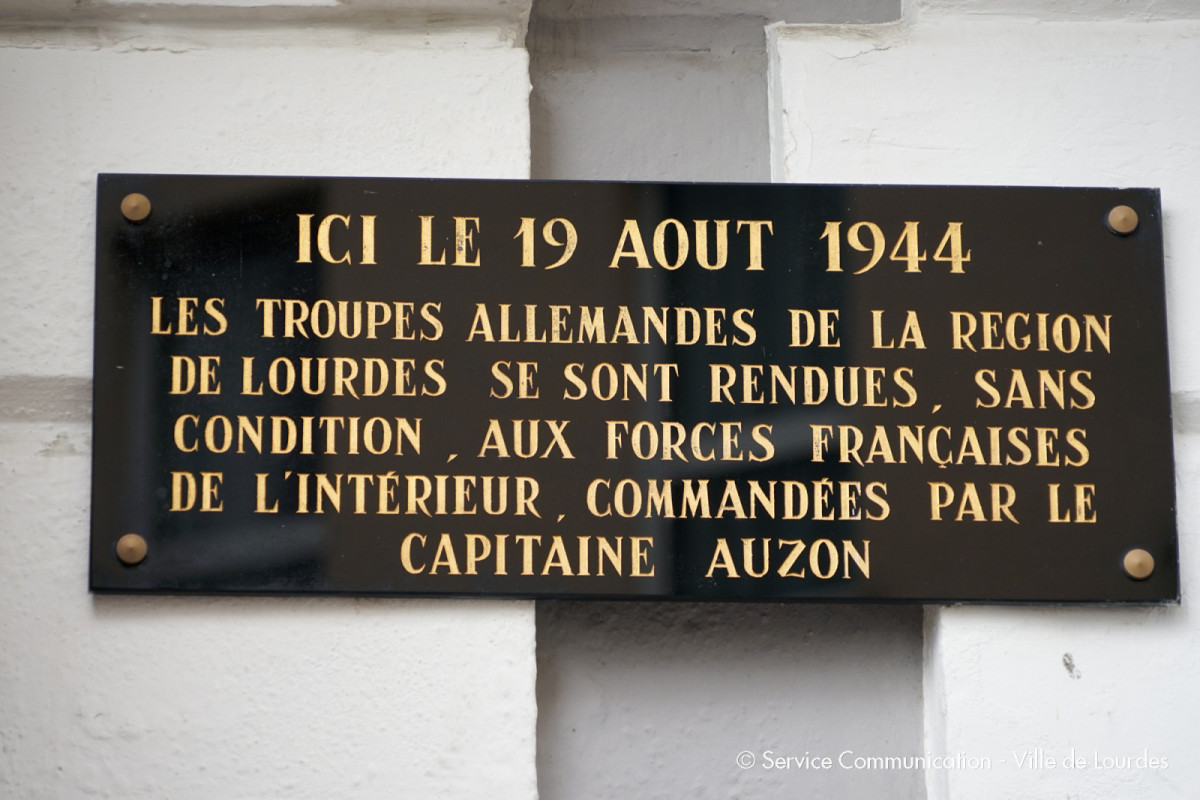 ICI LE 19 AOUT 1944
LES TROUPES ALLEMANDES DE LA REGION
DE LOURDES SE SONT RENDUES, SANS
CONDITION, AUX FORCES FRANÇAISES
DE L'INTÉRIEUR, COMMANDÉES PAR LE
CAPITAINE AUZON
© Service Communication - Ville de Lourdes